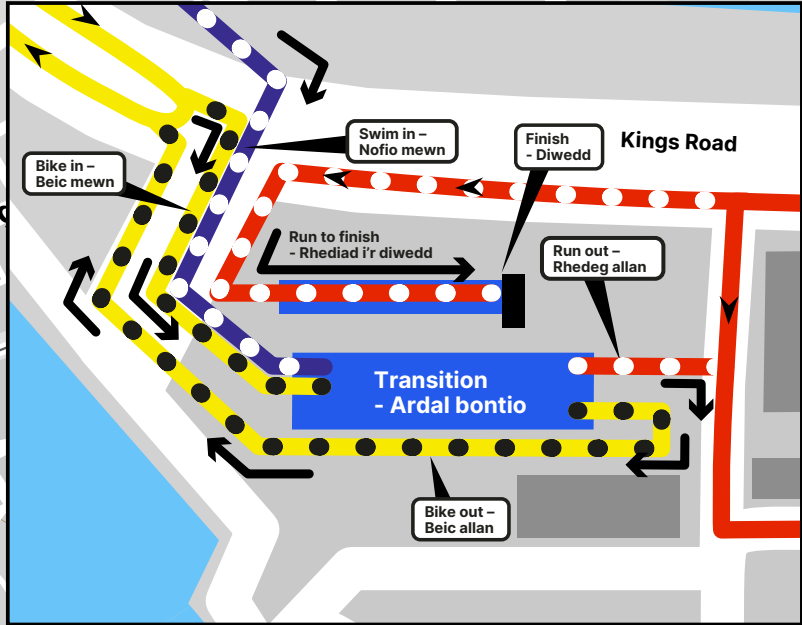 Swim in –
Nofio mewn
Finish
- Diwedd
Kings Road
Bike in –
Beic mewn
Run to finish
- Rhediad i'r diwedd
Run out –
Rhedeg allan
Transition
- Ardal bontio
Bike out –
Beic allan